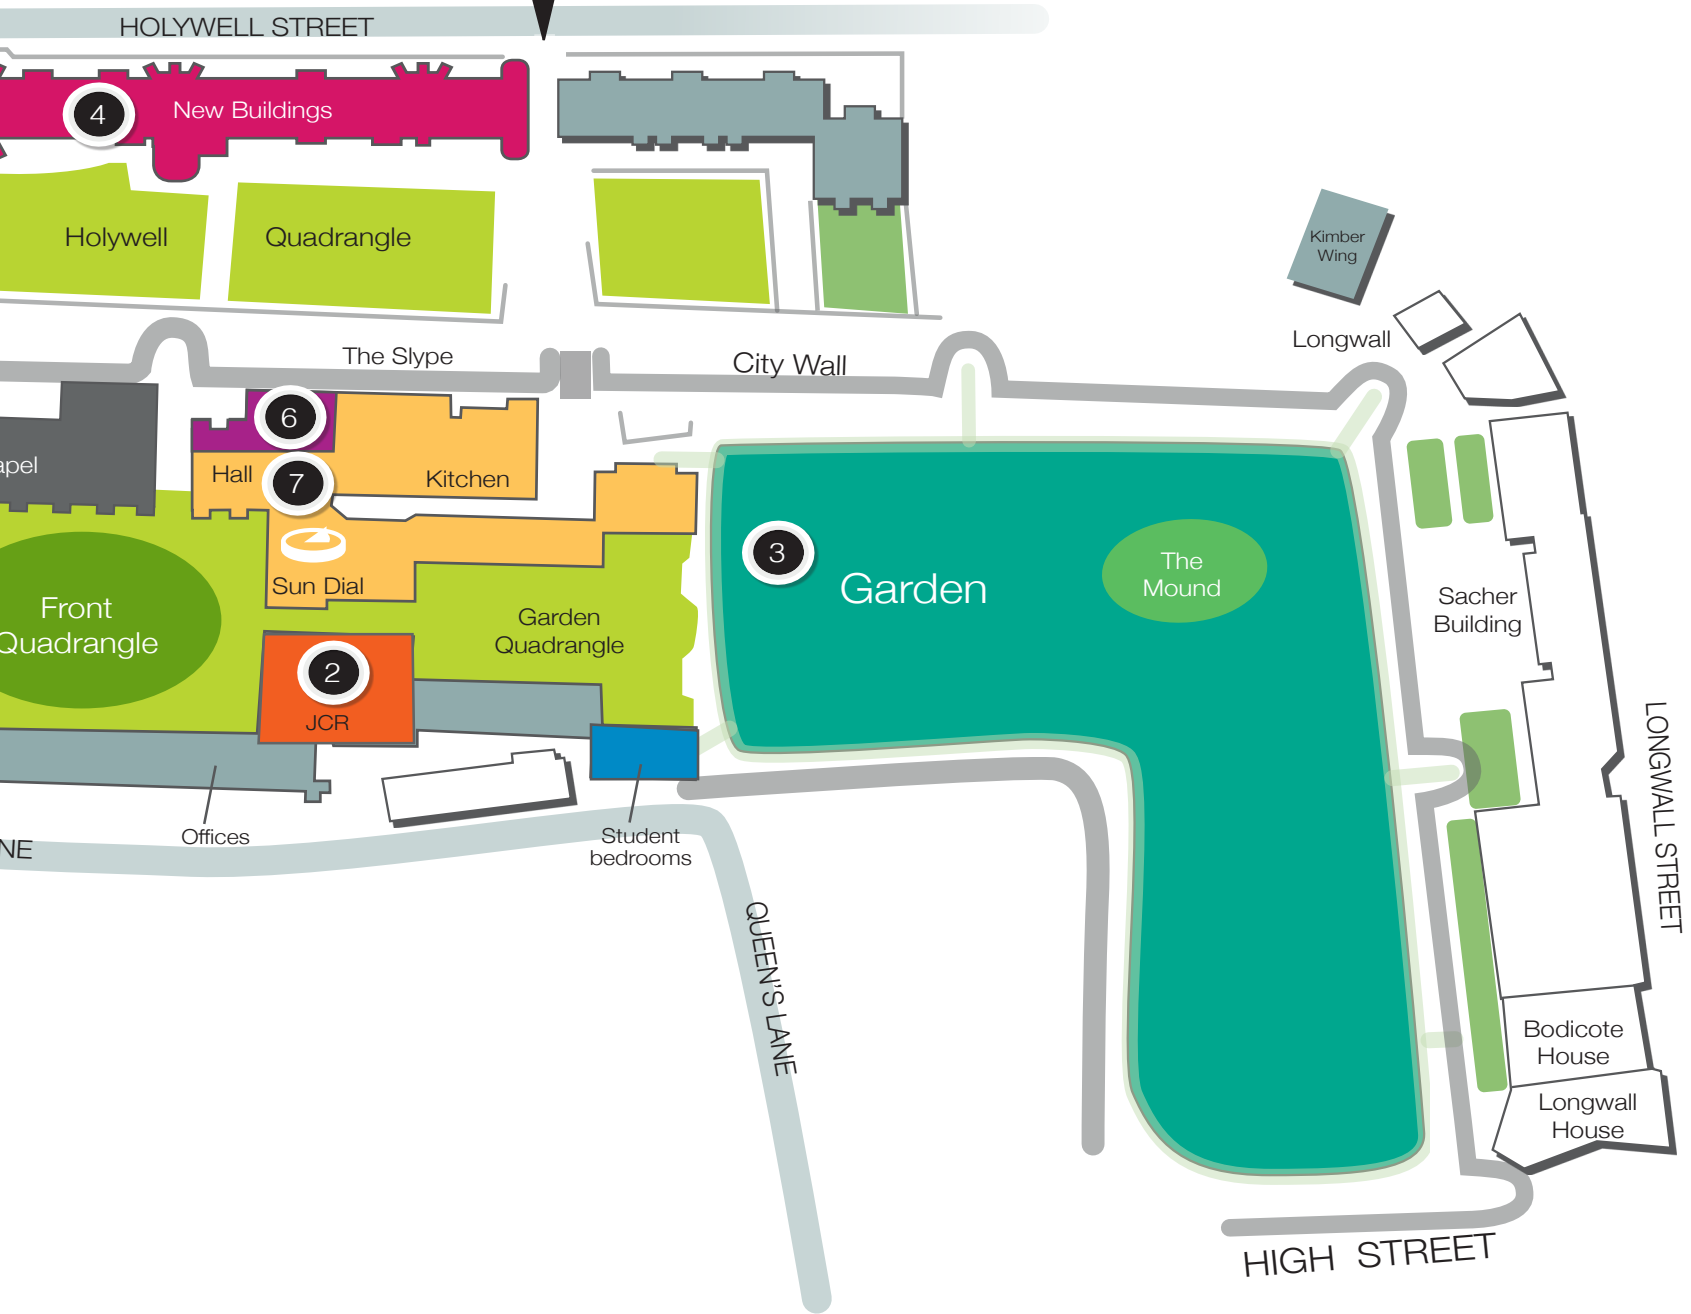 HOLYWELL STREET
4
New Buildings
Holywell
Quadrangle
Kimber
Wing
Longwall
The Slype
City Wall
6
apel
Hall
7
Kitchen
3
Garden
The
Mound
Sun Dial
Front
Quadrangle
Garden
Quadrangle
Sacher
Building
2
JCR
LONGWALL STREET
Offices
Student
bedrooms
NE
QUEEN'S LANE
Bodicote
House
Longwall
House
HIGH STREET